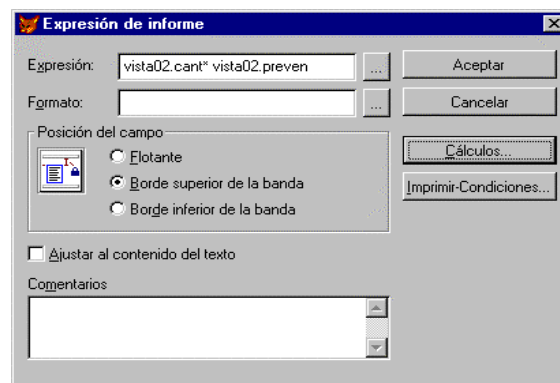 Expresión de informe
Expresión: vista02.cant* vista02.preven ... Aceptar
Formato: ... Cancelar
Posición del campo
Flotante
Borde superior de la banda
Borde inferior de la banda
Cálculos...
Imprimir-Condiciones...
Ajustar al contenido del texto
Comentarios